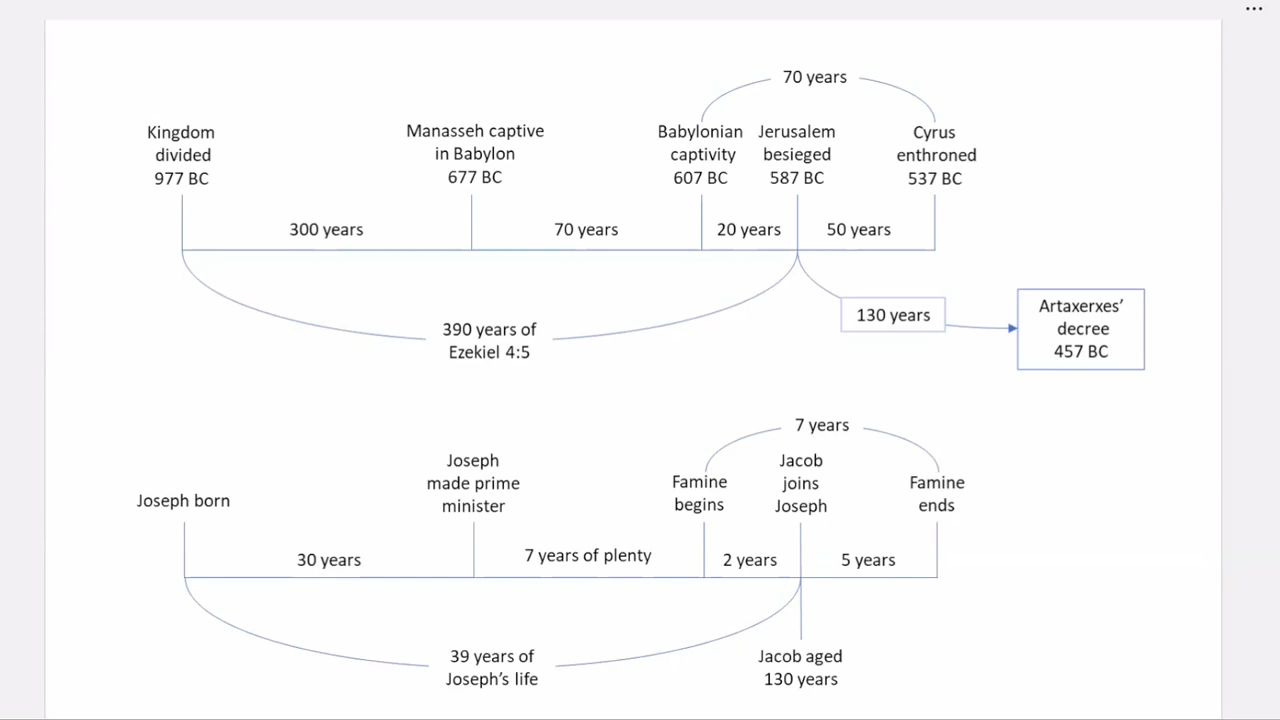 70 years
Kingdom
divided
977 BC
Manasseh captive
in Babylon
677 BC
Babylonian
captivity
607 BC
Jerusalem
besieged
587 BC
Cyrus
enthroned
537 BC
300 years
70 years
20 years
50 years
390 years of
Ezekiel 4:5
130 years
Artaxerxes’
decree
457 BC
7 years
Joseph born
Joseph
made prime
minister
Famine
begins
Jacob
joins
Joseph
Famine
ends
30 years
7 years of plenty
2 years
5 years
39 years of
Joseph’s life
Jacob aged
130 years